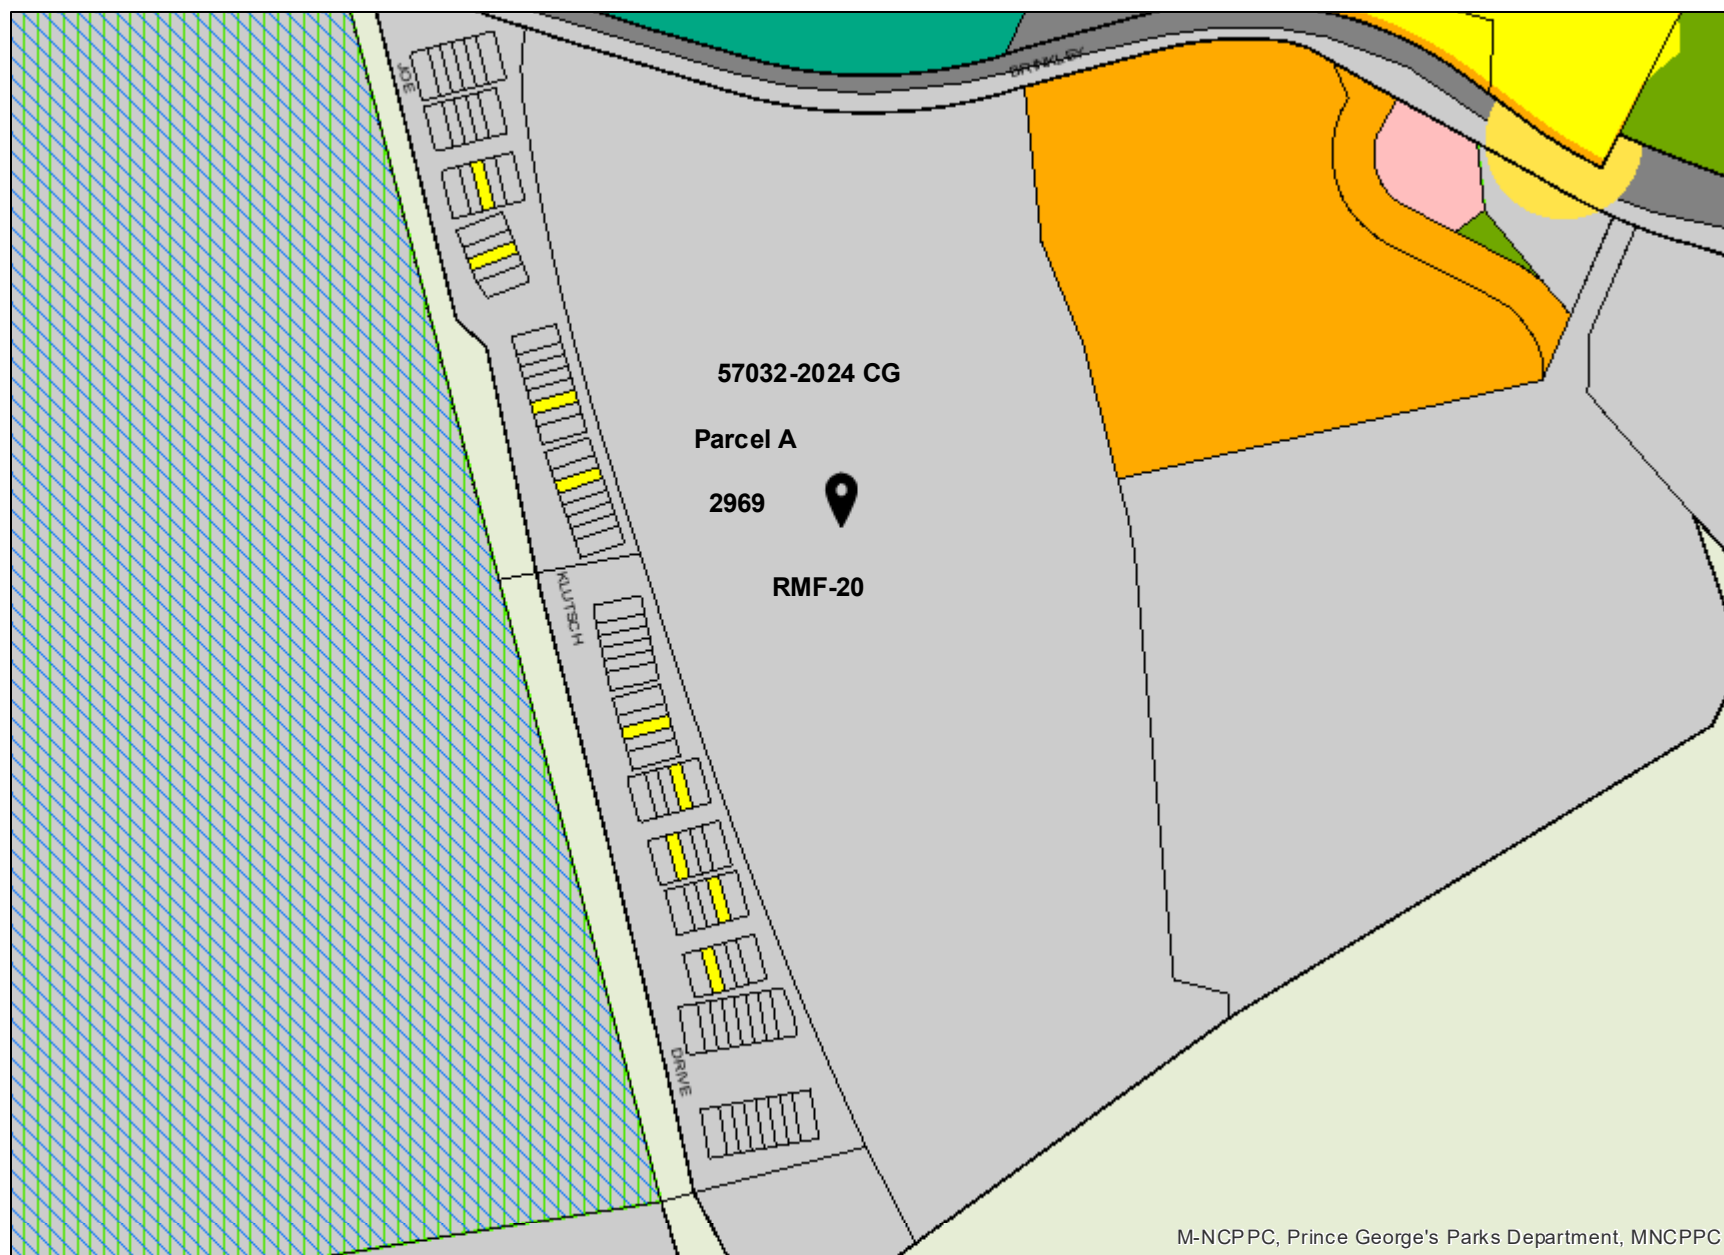 BRINKLEY
JOE
57032-2024 CG
Parcel A
2969
RMF-20
KLUTSCH
DRIVE
M-NCPPC, Prince George's Parks Department, MNCPPC